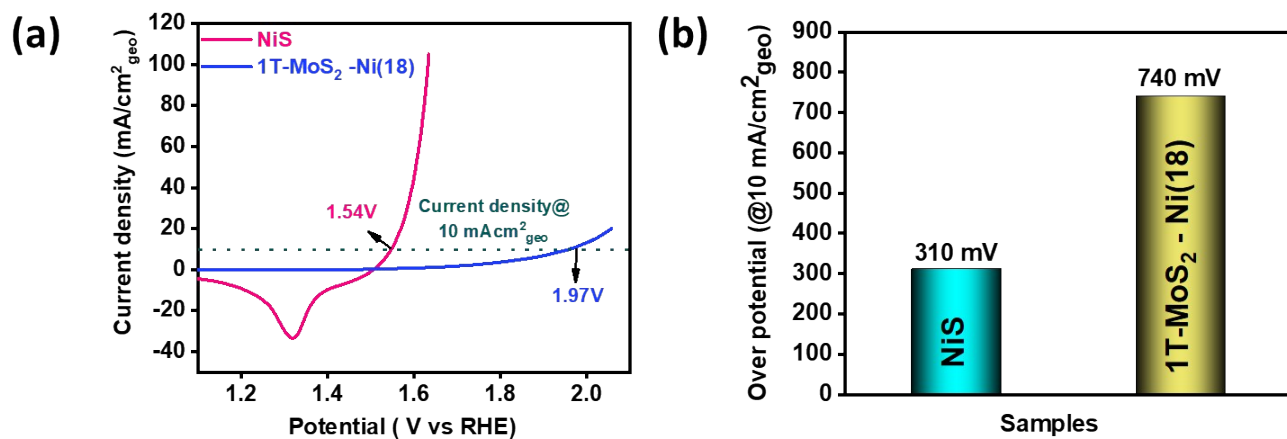 (a)
120
100
80
60
40
20
0
-20
-40
Current density (mA/cm²geo)
NiS
1T-MoS₂ -Ni(18)
1.54V
Current density@
10 mAcm²geo
1.97V
1.2 1.4 1.6 1.8 2.0
Potential ( V vs RHE)
(b)
900
800
700
600
500
400
300
200
100
0
Over potential (@10 mA/cm²geo)
310 mV
740 mV
NiS
1T-MoS₂ - Ni(18)
Samples